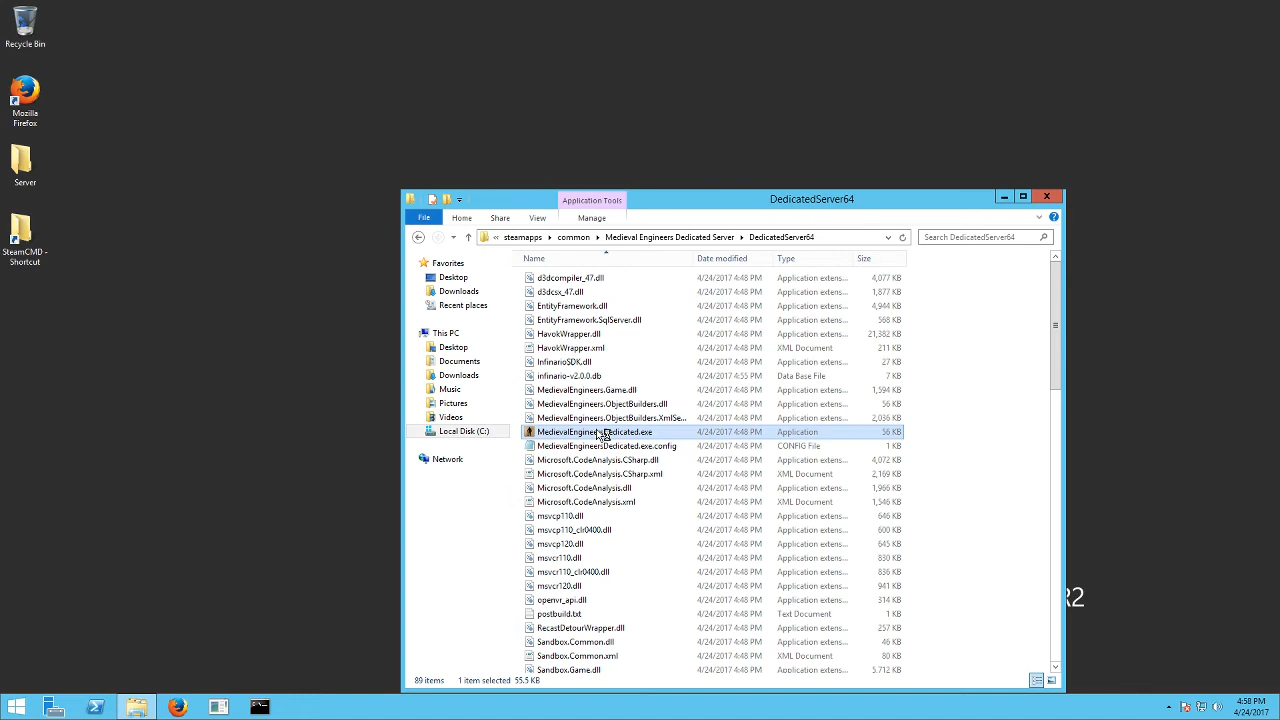 Recycle Bin
Mozilla
Firefox
Server
SteamCMD -
Shortcut
Application Tools
DedicatedServer64
File
Home
Share
View
Manage
« steamapps
common
Medieval Engineers Dedicated Server
DedicatedServer64
Search DedicatedServer64
Favorites
Desktop
Downloads
Recent places
This PC
Desktop
Documents
Downloads
Music
Pictures
Videos
Local Disk (C:)
Network
Name Date modified Type Size
d3dcompiler_47.dll 4/24/2017 4:48 PM Application extens... 4,077 KB
d3dcsx_47.dll 4/24/2017 4:48 PM Application extens... 1,877 KB
EntityFramework.dll 4/24/2017 4:48 PM Application extens... 4,944 KB
EntityFramework.SqlServer.dll 4/24/2017 4:48 PM Application extens... 568 KB
HavokWrapper.dll 4/24/2017 4:48 PM Application extens... 21,382 KB
HavokWrapper.xml 4/24/2017 4:48 PM XML Document 211 KB
InfinarioSDK.dll 4/24/2017 4:48 PM Application extens... 27 KB
infinario-v2.0.0.db 4/24/2017 4:55 PM Data Base File 7 KB
MedievalEngineers.Game.dll 4/24/2017 4:48 PM Application extens... 1,594 KB
MedievalEngineers.ObjectBuilders.dll 4/24/2017 4:48 PM Application extens... 56 KB
MedievalEngineers.ObjectBuilders.XmlSe... 4/24/2017 4:48 PM Application extens... 2,036 KB
MedievalEngineersDedicated.exe 4/24/2017 4:48 PM Application 56 KB
MedievalEngineersDedicated.exe.config 4/24/2017 4:48 PM CONFIG File 1 KB
Microsoft.CodeAnalysis.CSharp.dll 4/24/2017 4:48 PM Application extens... 4,072 KB
Microsoft.CodeAnalysis.CSharp.xml 4/24/2017 4:48 PM XML Document 2,169 KB
Microsoft.CodeAnalysis.dll 4/24/2017 4:48 PM Application extens... 1,966 KB
Microsoft.CodeAnalysis.xml 4/24/2017 4:48 PM XML Document 1,546 KB
msvcp110.dll 4/24/2017 4:48 PM Application extens... 646 KB
msvcp110_clr0400.dll 4/24/2017 4:48 PM Application extens... 600 KB
msvcp120.dll 4/24/2017 4:48 PM Application extens... 645 KB
msvcr110.dll 4/24/2017 4:48 PM Application extens... 830 KB
msvcr110_clr0400.dll 4/24/2017 4:48 PM Application extens... 836 KB
msvcr120.dll 4/24/2017 4:48 PM Application extens... 941 KB
openvr_api.dll 4/24/2017 4:48 PM Application extens... 314 KB
postbuild.txt 4/24/2017 4:48 PM Text Document 1 KB
RecastDetourWrapper.dll 4/24/2017 4:48 PM Application extens... 257 KB
Sandbox.Common.dll 4/24/2017 4:48 PM Application extens... 46 KB
Sandbox.Common.xml 4/24/2017 4:48 PM XML Document 80 KB
Sandbox.Game.dll 4/24/2017 4:48 PM Application extens... 5,712 KB
R2
89 items 1 item selected 55.5 KB
4:58 PM
4/24/2017